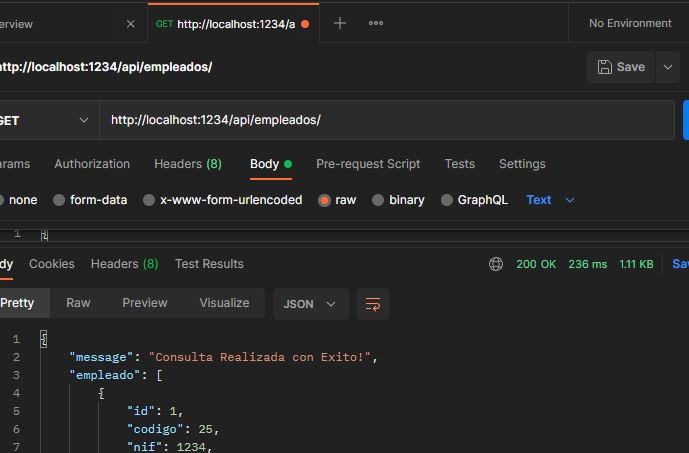 erview
GET http://localhost:1234/a
No Environment
http://localhost:1234/api/empleados/
Save
GET
http://localhost:1234/api/empleados/
arams Authorization Headers (8) Body Pre-request Script Tests Settings
none form-data x-www-form-urlencoded raw binary GraphQL Text
1 {
dy Cookies Headers (8) Test Results 200 OK 236 ms 1.11 KB Sav
Pretty Raw Preview Visualize JSON
1 {
2 "message": "Consulta Realizada con Exito!",
3 "empleado": [
4 {
5 "id": 1,
6 "codigo": 25,
7 "nif": 1234,